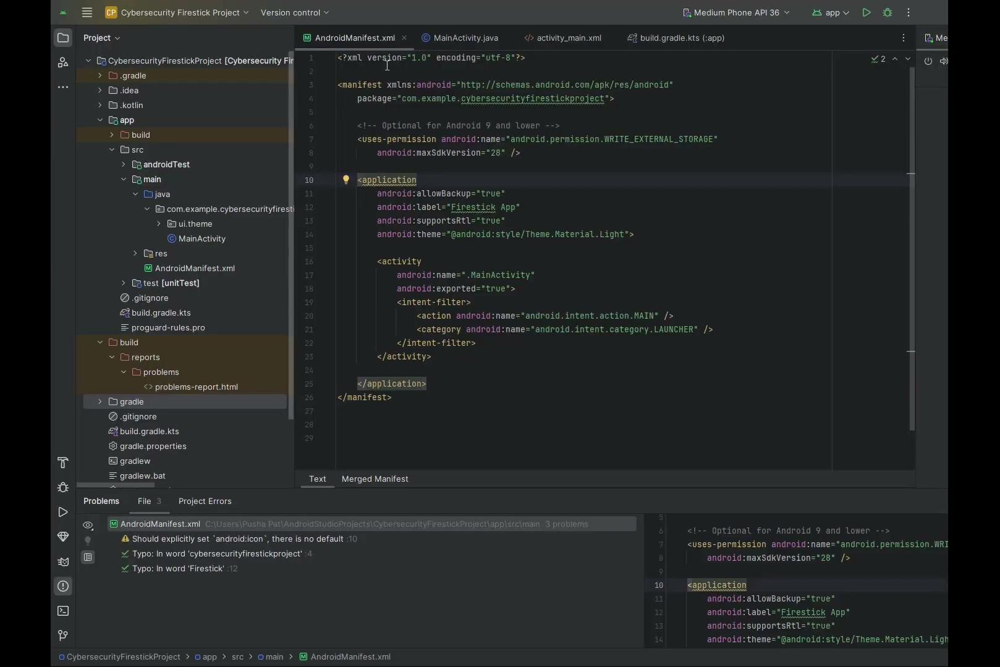 CP Cybersecurity Firestick Project Version control Medium Phone API 36 app
Project
AndroidManifest.xml MainActivity.java activity_main.xml build.gradle.kts (:app) Me
CybersecurityFirestickProject [Cybersecurity Fir
.gradle
.idea
.kotlin
app
build
src
androidTest
main
java
com.example.cybersecurityfiresti
ui.theme
MainActivity
res
AndroidManifest.xml
test [unitTest]
.gitignore
build.gradle.kts
proguard-rules.pro
build
reports
problems
problems-report.html
gradle
.gitignore
build.gradle.kts
gradle.properties
gradlew
gradlew.bat
2
1 <?xml version="1.0" encoding="utf-8"?>
2
3 <manifest xmlns:android="http://schemas.android.com/apk/res/android"
4 package="com.example.cybersecurityfirestickproject">
5
6 <!-- Optional for Android 9 and lower -->
7 <uses-permission android:name="android.permission.WRITE_EXTERNAL_STORAGE"
8 android:maxSdkVersion="28" />
9
10 <application
11 android:allowBackup="true"
12 android:label="Firestick App"
13 android:supportsRtl="true"
14 android:theme="@android:style/Theme.Material.Light">
15
16 <activity
17 android:name=".MainActivity"
18 android:exported="true">
19 <intent-filter>
20 <action android:name="android.intent.action.MAIN" />
21 <category android:name="android.intent.category.LAUNCHER" />
22 </intent-filter>
23 </activity>
24
25 </application>
26 </manifest>
27
28
29
Text Merged Manifest
Problems File 3 Project Errors
AndroidManifest.xml C:\Users\Pusha Pat\AndroidStudioProjects\CybersecurityFirestickProject\app\src\main 3 problems
Should explicitly set `android:icon`, there is no default :10
Typo: In word 'cybersecurityfirestickproject' :4
Typo: In word 'Firestick' :12
5
6 <!-- Optional for Android 9 and lower -->
7 <uses-permission android:name="android.permission.WRI
8 android:maxSdkVersion="28" />
9
10 <application
11 android:allowBackup="true"
12 android:label="Firestick App"
13 android:supportsRtl="true"
14 android:theme="@android:style/Theme.Material.Ligh
CybersecurityFirestickProject > app > src > main > AndroidManifest.xml